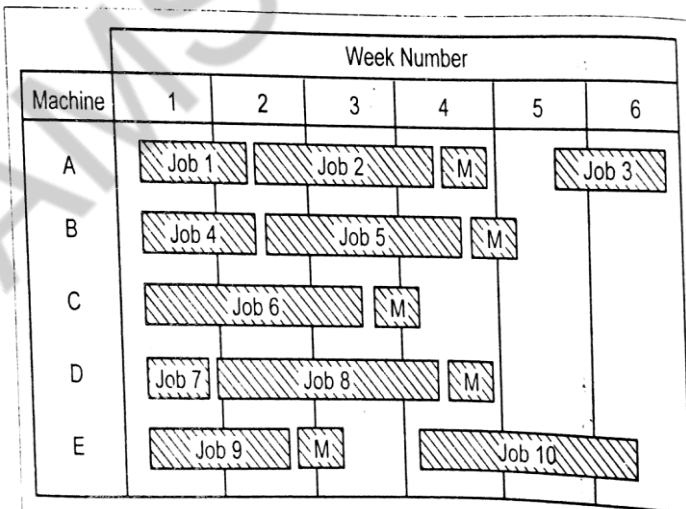 AMS
Week Number
Machine 1 2 3 4 5 6
A Job 1 Job 2 M Job 3
B Job 4 Job 5 M
C Job 6 M
D Job 7 Job 8 M
E Job 9 M Job 10